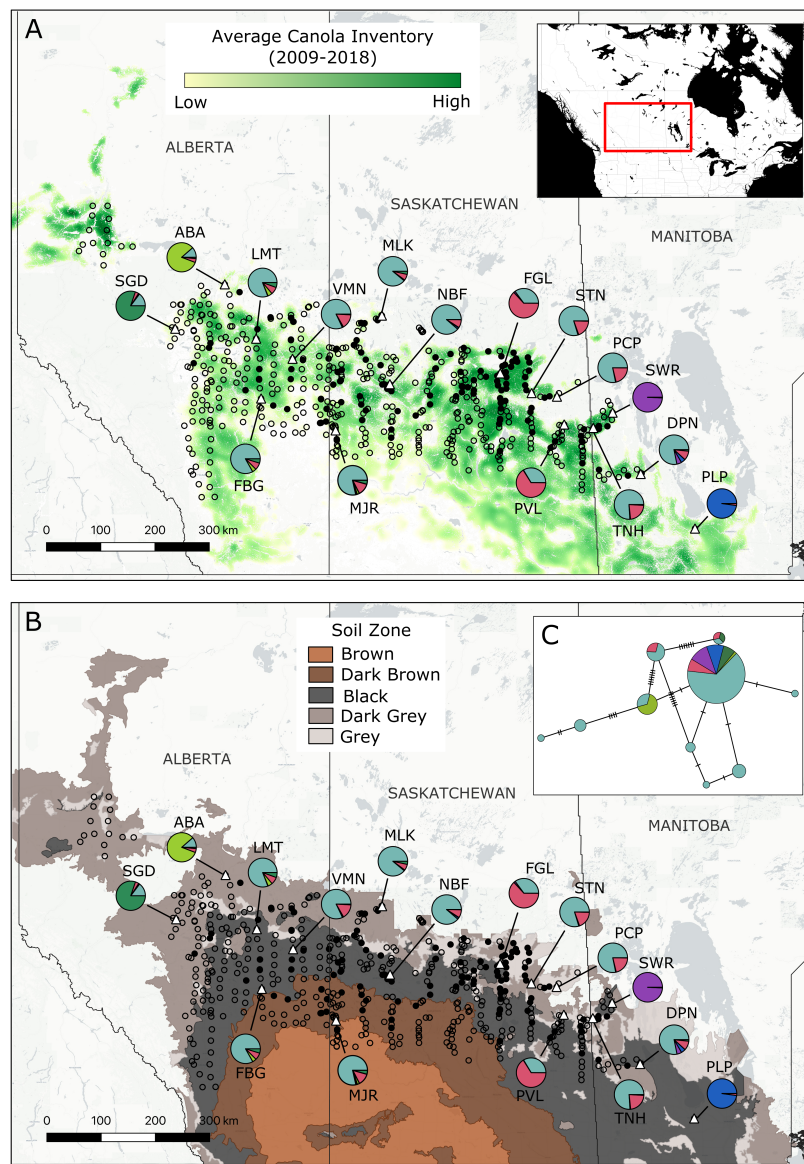 A
Average Canola Inventory
(2009-2018)
Low High
ALBERTA
SASKATCHEWAN
MANITOBA
ABA
LMT
MLK
SGD
VMN
NBF
FGL
STN
PCP
SWR
DPN
PLP
FBG
MJR
PVL
TNH
0 100 200 300 km
B
Soil Zone
Brown
Dark Brown
Black
Dark Grey
Grey
C
ALBERTA
SASKATCHEWAN
MANITOBA
ABA
LMT
MLK
SGD
VMN
NBF
FGL
STN
PCP
SWR
DPN
PLP
FBG
MJR
PVL
TNH
0 100 200 300 km